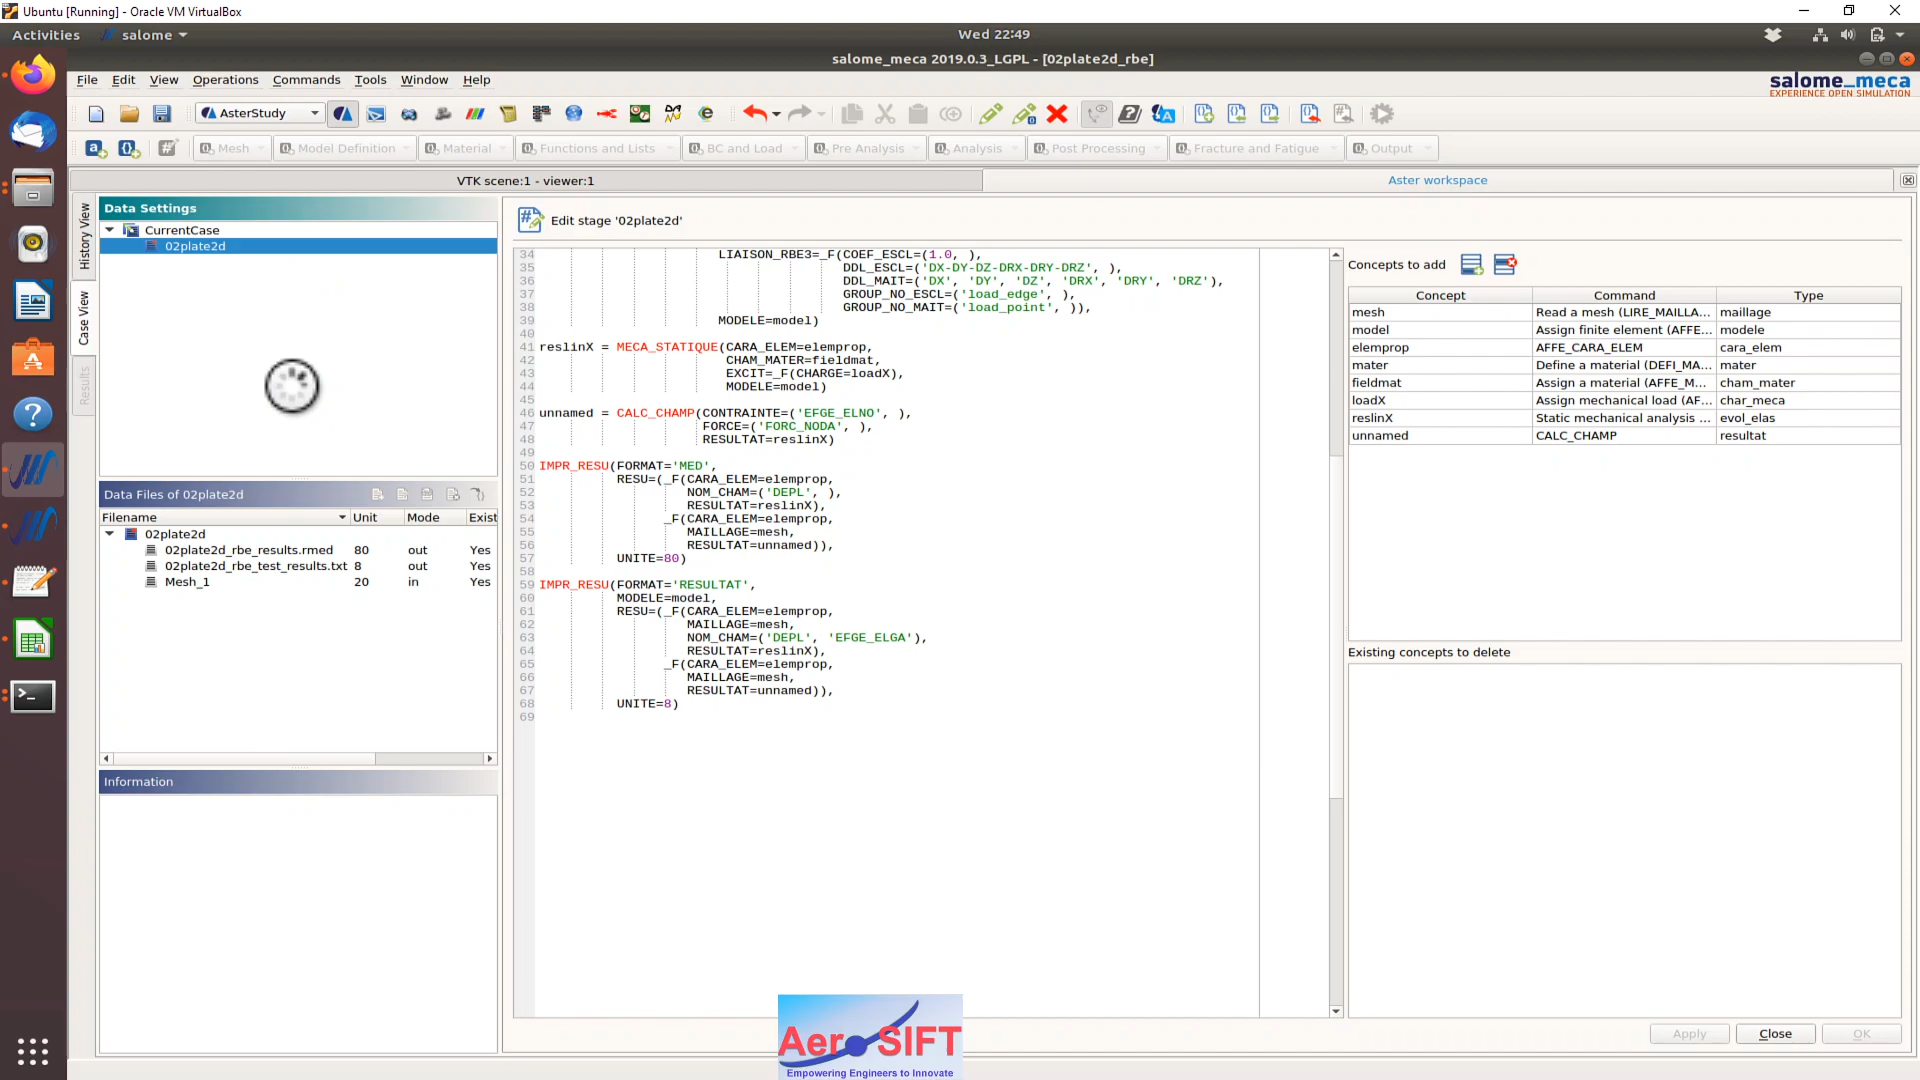 Ubuntu [Running] - Oracle VM VirtualBox
Activities salome Wed 22:49
salome_meca 2019.0.3_LGPL - [02plate2d_rbe]
File Edit View Operations Commands Tools Window Help
salome_meca
EXPERIENCE OPEN SIMULATION
AsterStudy
Mesh Model Definition Material Functions and Lists BC and Load Pre Analysis Analysis Post Processing Fracture and Fatigue Output
VTK scene:1 - viewer:1
Aster workspace
History View
Case View
Results
Data Settings
CurrentCase
02plate2d
Data Files of 02plate2d
Filename Unit Mode Exist
02plate2d
02plate2d_rbe_results.rmed 80 out Yes
02plate2d_rbe_test_results.txt 8 out Yes
Mesh_1 20 in Yes
Information
Edit stage '02plate2d'
34 LIAISON_RBE3=_F(COEF_ESCL=(1.0, ),
35 DDL_ESCL=('DX-DY-DZ-DRX-DRY-DRZ', ),
36 DDL_MAIT=('DX', 'DY', 'DZ', 'DRX', 'DRY', 'DRZ'),
37 GROUP_NO_ESCL=('load_edge', ),
38 GROUP_NO_MAIT=('load_point', )),
39 MODELE=model)
40
41 reslinX = MECA_STATIQUE(CARA_ELEM=elemprop,
42 CHAM_MATER=fieldmat,
43 EXCIT=_F(CHARGE=loadX),
44 MODELE=model)
45
46 unnamed = CALC_CHAMP(CONTRAINTE=('EFGE_ELNO', ),
47 FORCE=('FORC_NODA', ),
48 RESULTAT=reslinX)
49
50 IMPR_RESU(FORMAT='MED',
51 RESU=(_F(CARA_ELEM=elemprop,
52 NOM_CHAM=('DEPL', ),
53 RESULTAT=reslinX),
54 _F(CARA_ELEM=elemprop,
55 MAILLAGE=mesh,
56 RESULTAT=unnamed)),
57 UNITE=80)
58
59 IMPR_RESU(FORMAT='RESULTAT',
60 MODELE=model,
61 RESU=(_F(CARA_ELEM=elemprop,
62 MAILLAGE=mesh,
63 NOM_CHAM=('DEPL', 'EFGE_ELGA'),
64 RESULTAT=reslinX),
65 _F(CARA_ELEM=elemprop,
66 MAILLAGE=mesh,
67 RESULTAT=unnamed)),
68 UNITE=8)
69
Concepts to add
Concept Command Type
mesh Read a mesh (LIRE_MAILLA... maillage
model Assign finite element (AFFE... modele
elemprop AFFE_CARA_ELEM cara_elem
mater Define a material (DEFI_MA... mater
fieldmat Assign a material (AFFE_M... cham_mater
loadX Assign mechanical load (AF... char_meca
reslinX Static mechanical analysis ... evol_elas
unnamed CALC_CHAMP resultat
Existing concepts to delete
Apply Close OK
AeroSIFT
Empowering Engineers to Innovate